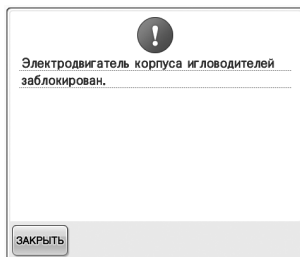 Электродвигатель корпуса игловодителей
заблокирован.
ЗАКРЫТЬ